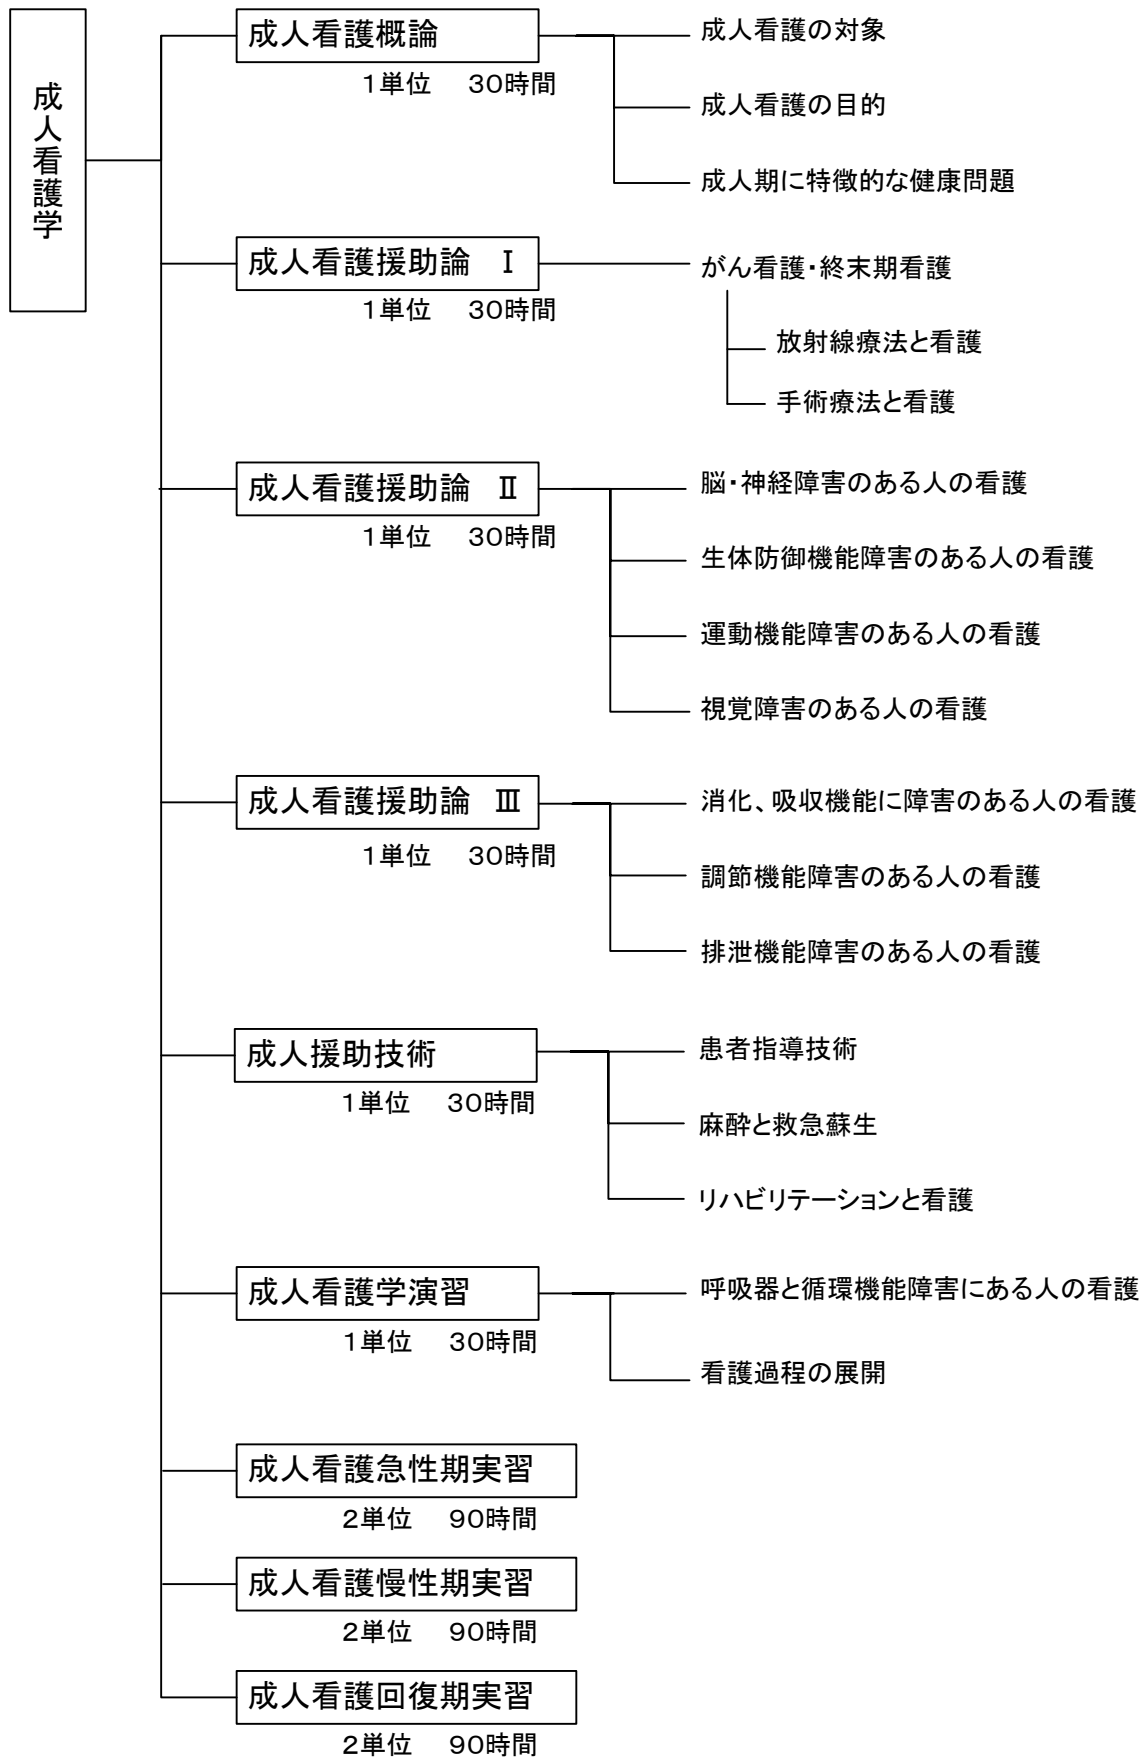 成人看護学
成人看護概論
1単位 30時間
成人看護の対象
成人看護の目的
成人期に特徴的な健康問題
成人看護援助論 Ⅰ
1単位 30時間
がん看護・終末期看護
放射線療法と看護
手術療法と看護
成人看護援助論 Ⅱ
1単位 30時間
脳・神経障害のある人の看護
生体防御機能障害のある人の看護
運動機能障害のある人の看護
視覚障害のある人の看護
成人看護援助論 Ⅲ
1単位 30時間
消化、吸収機能に障害のある人の看護
調節機能障害のある人の看護
排泄機能障害のある人の看護
成人援助技術
1単位 30時間
患者指導技術
麻酔と救急蘇生
リハビリテーションと看護
成人看護学演習
1単位 30時間
呼吸器と循環機能障害にある人の看護
看護過程の展開
成人看護急性期実習
2単位 90時間
成人看護慢性期実習
2単位 90時間
成人看護回復期実習
2単位 90時間